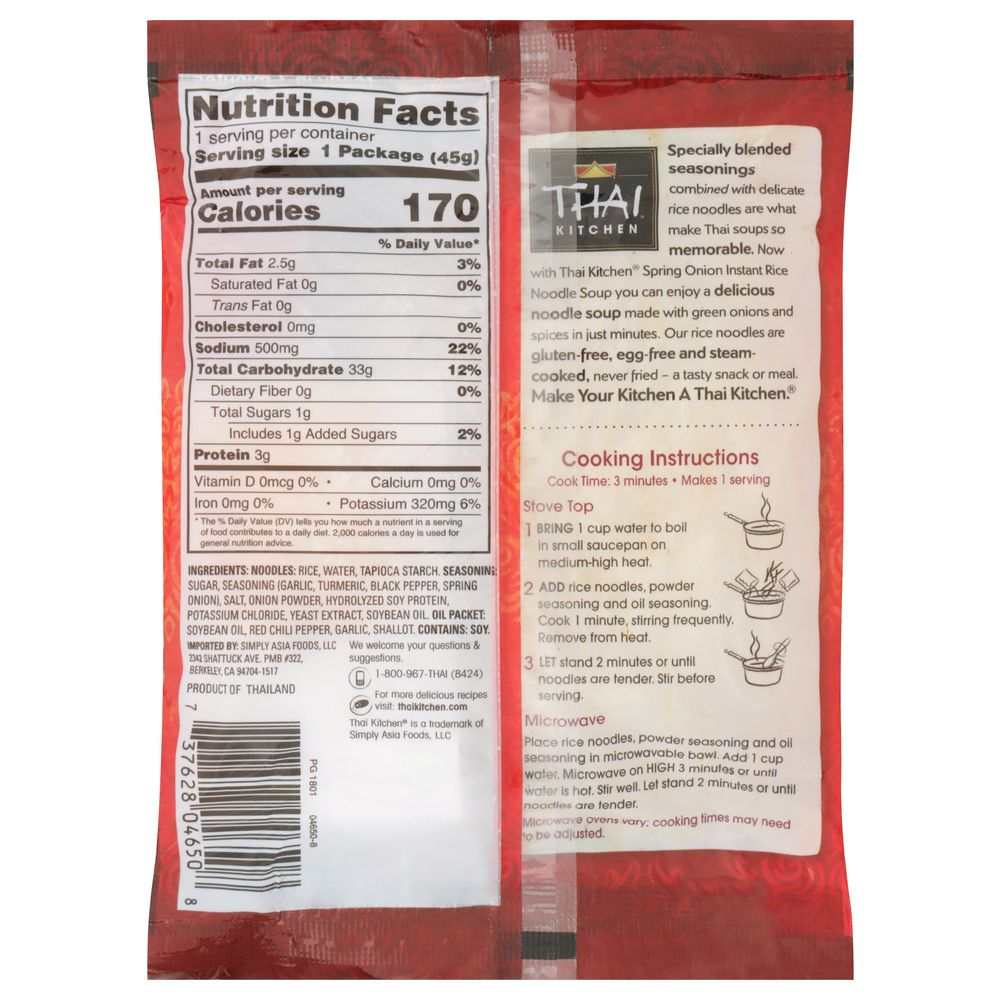 Nutrition Facts
1 serving per container
Serving size 1 Package (45g)
Amount per serving
Calories 170
% Daily Value*
Total Fat 2.5g 3%
Saturated Fat 0g 0%
Trans Fat 0g
Cholesterol 0mg 0%
Sodium 500mg 22%
Total Carbohydrate 33g 12%
Dietary Fiber 0g 0%
Total Sugars 1g
Includes 1g Added Sugars 2%
Protein 3g
Vitamin D 0mcg 0% • Calcium 0mg 0%
Iron 0mg 0% • Potassium 320mg 6%
* The % Daily Value (DV) tells you how much a nutrient in a serving
of food contributes to a daily diet. 2,000 calories a day is used for
general nutrition advice.
INGREDIENTS: NOODLES: RICE, WATER, TAPIOCA STARCH. SEASONING:
SUGAR, SEASONING (GARLIC, TURMERIC, BLACK PEPPER, SPRING
ONION), SALT, ONION POWDER, HYDROLYZED SOY PROTEIN,
POTASSIUM CHLORIDE, YEAST EXTRACT, SOYBEAN OIL. OIL PACKET:
SOYBEAN OIL, RED CHILI PEPPER, GARLIC, SHALLOT. CONTAINS: SOY.
IMPORTED BY: SIMPLY ASIA FOODS, LLC
2342 SHATTUCK AVE. PMB #322,
BERKELEY, CA 94704-1517
PRODUCT OF THAILAND
We welcome your questions &
suggestions.
1-800-967-THAI (8424)
For more delicious recipes
visit: thaikitchen.com
Thai Kitchen® is a trademark of
Simply Asia Foods, LLC
7 37628 04650 8
PG 1801 04650-8
THAI
KITCHEN
Specially blended
seasonings
combined with delicate
rice noodles are what
make Thai soups so
memorable. Now
with Thai Kitchen® Spring Onion Instant Rice
Noodle Soup you can enjoy a delicious
noodle soup made with green onions and
spices in just minutes. Our rice noodles are
gluten-free, egg-free and steam-
cooked, never fried – a tasty snack or meal.
Make Your Kitchen A Thai Kitchen.®
Cooking Instructions
Cook Time: 3 minutes • Makes 1 serving
Stove Top
1 BRING 1 cup water to boil
in small saucepan on
medium-high heat.
2 ADD rice noodles, powder
seasoning and oil seasoning.
Cook 1 minute, stirring frequently.
Remove from heat.
3 LET stand 2 minutes or until
noodles are tender. Stir before
serving.
Microwave
Place rice noodles, powder seasoning and oil
seasoning in microwavable bowl. Add 1 cup
water. Microwave on HIGH 3 minutes or until
water is hot. Stir well. Let stand 2 minutes or until
noodles are tender.
Microwave ovens vary; cooking times may need
to be adjusted.